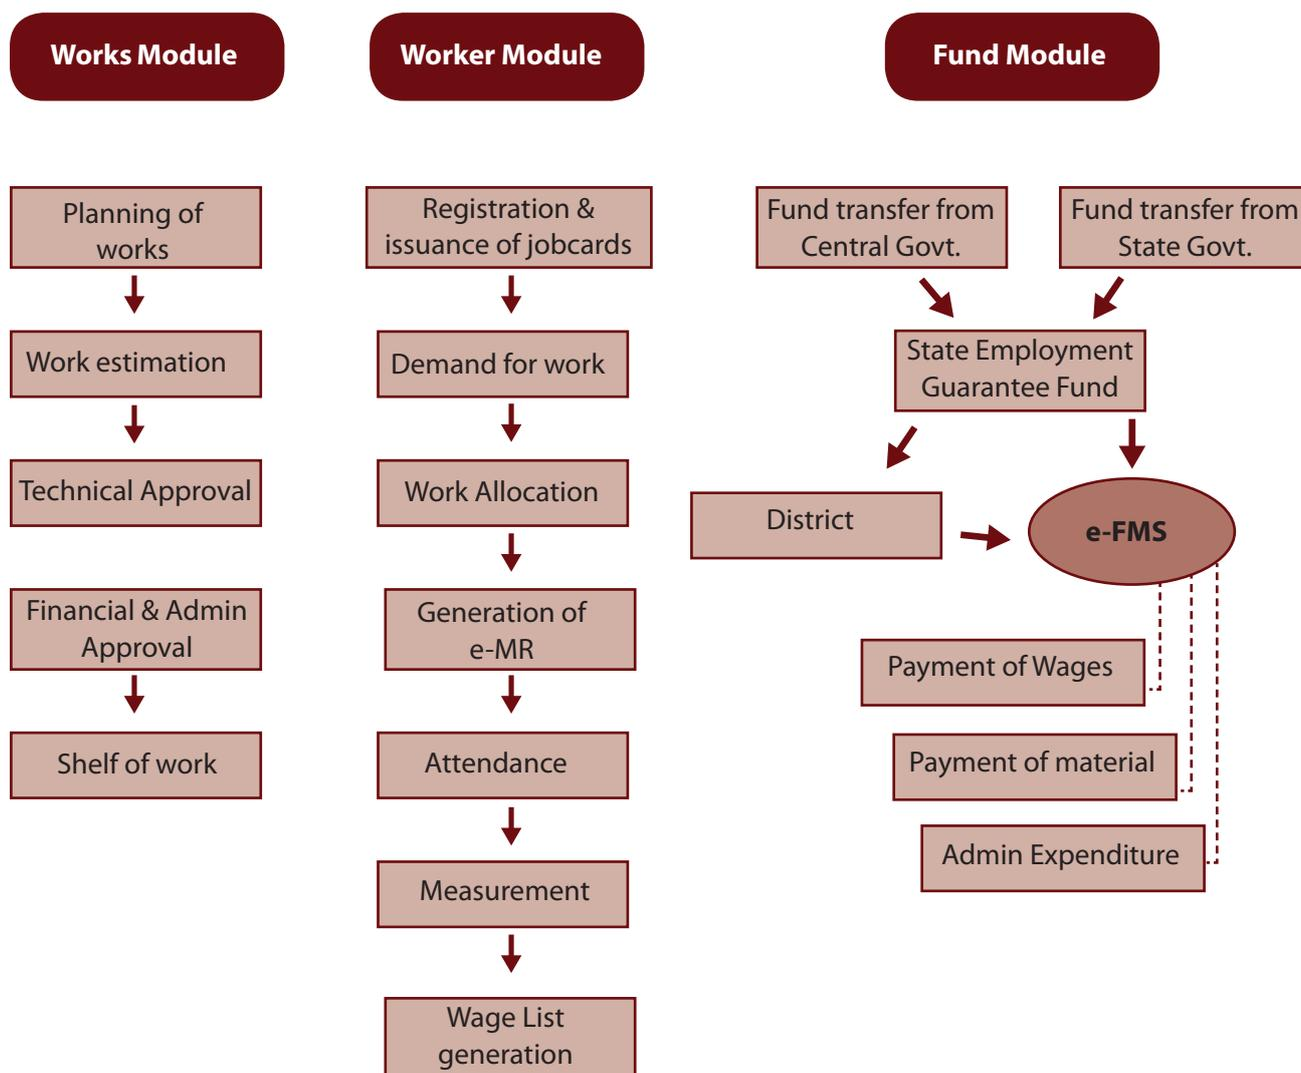 Works Module
Planning of
works
Work estimation
Technical Approval
Financial & Admin
Approval
Shelf of work
Worker Module
Registration &
issuance of jobcards
Demand for work
Work Allocation
Generation of
e-MR
Attendance
Measurement
Wage List
generation
Fund Module
Fund transfer from
Central Govt.
Fund transfer from
State Govt.
State Employment
Guarantee Fund
District
e-FMS
Payment of Wages
Payment of material
Admin Expenditure